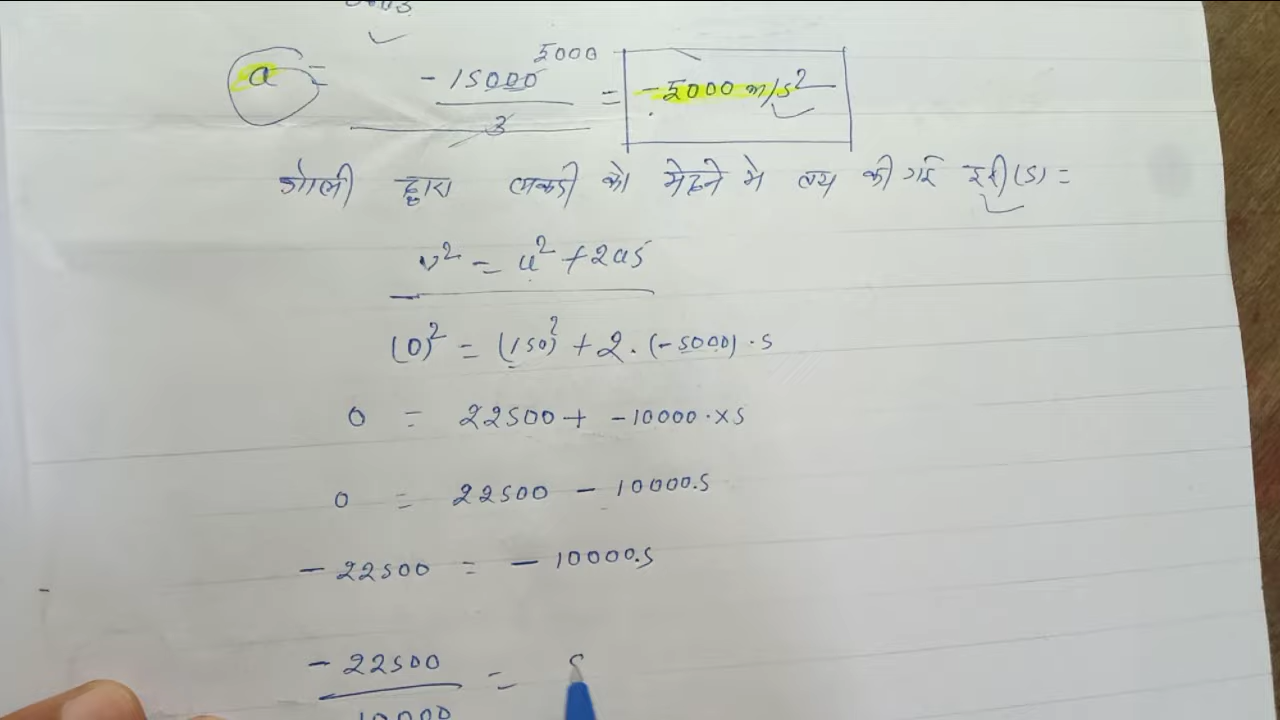 a = -15000 5000 / 3 = -5000 m/s²
गोली द्वारा लकड़ी को भेदने मे तय की गई दूरी (S) =
v² = u² + 2as
(0)² = (150)² + 2 . (-5000) . s
0 = 22500 + -10000 . x s
0 = 22500 - 10000.s
- 22500 = - 10000.s
- 22500 / 10000 = s